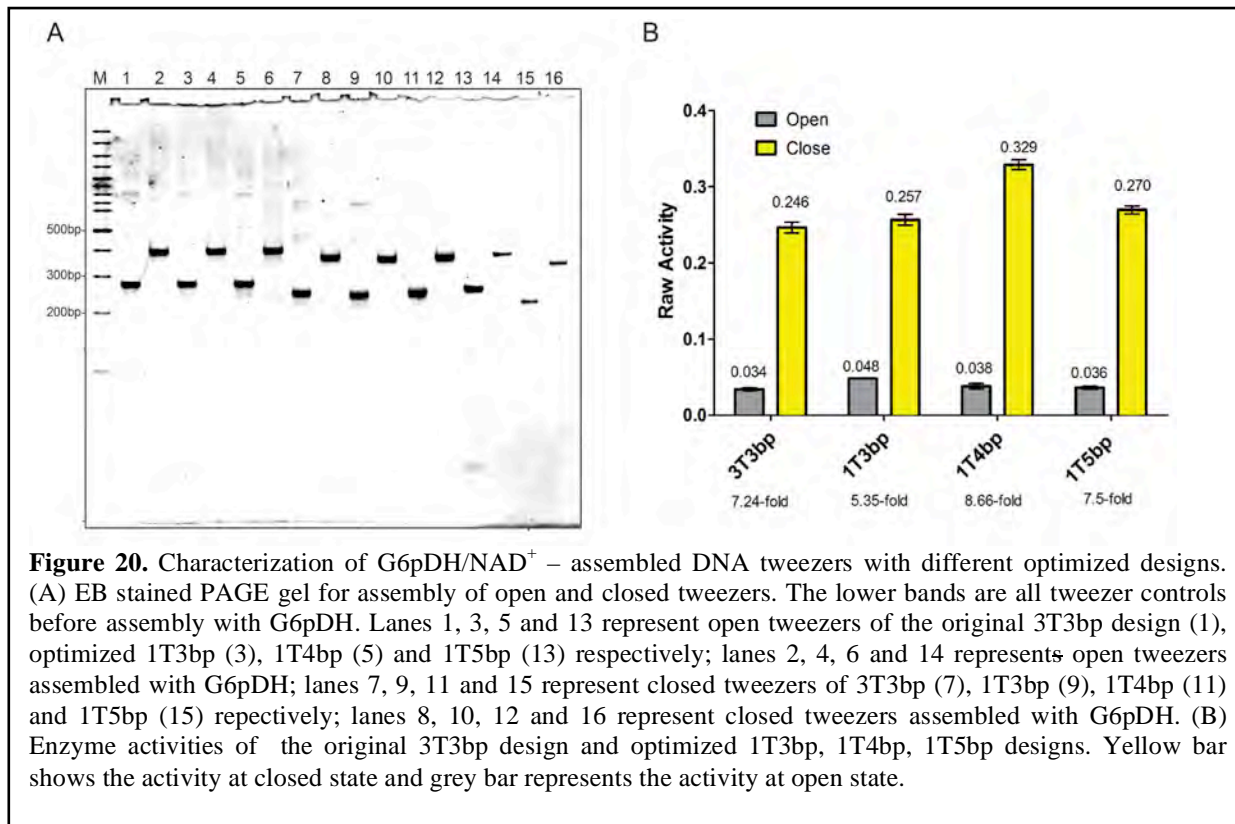 A
B
M 1 2 3 4 5 6 7 8 9 10 11 12 13 14 15 16
500bp
300bp
200bp
Open
Close
Raw Activity
0.4
0.3
0.2
0.1
0.0
0.034
0.246
0.048
0.257
0.038
0.329
0.036
0.270
3T3bp
1T3bp
1T4bp
1T5bp
7.24-fold
5.35-fold
8.66-fold
7.5-fold
Figure 20. Characterization of G6pDH/NAD⁺ – assembled DNA tweezers with different optimized designs.
(A) EB stained PAGE gel for assembly of open and closed tweezers. The lower bands are all tweezer controls
before assembly with G6pDH. Lanes 1, 3, 5 and 13 represent open tweezers of the original 3T3bp design (1),
optimized 1T3bp (3), 1T4bp (5) and 1T5bp (13) respectively; lanes 2, 4, 6 and 14 represents open tweezers
assembled with G6pDH; lanes 7, 9, 11 and 15 represent closed tweezers of 3T3bp (7), 1T3bp (9), 1T4bp (11)
and 1T5bp (15) repectively; lanes 8, 10, 12 and 16 represent closed tweezers assembled with G6pDH. (B)
Enzyme activities of the original 3T3bp design and optimized 1T3bp, 1T4bp, 1T5bp designs. Yellow bar
shows the activity at closed state and grey bar represents the activity at open state.